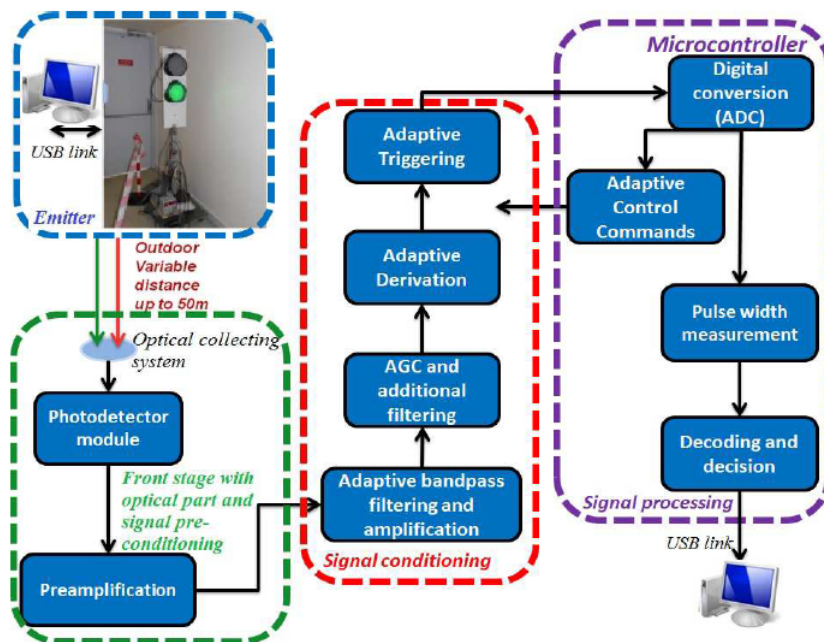 USB link
Emitter
Outdoor
Variable
distance
up to 50m
Optical collecting
system
Photodetector
module
Front stage with
optical part and
signal pre-
conditioning
Preamplification
Adaptive
Triggering
Adaptive
Derivation
AGC and
additional
filtering
Adaptive bandpass
filtering and
amplification
Signal conditioning
Microcontroller
Digital
conversion
(ADC)
Adaptive
Control
Commands
Pulse width
measurement
Decoding and
decision
Signal processing
USB link